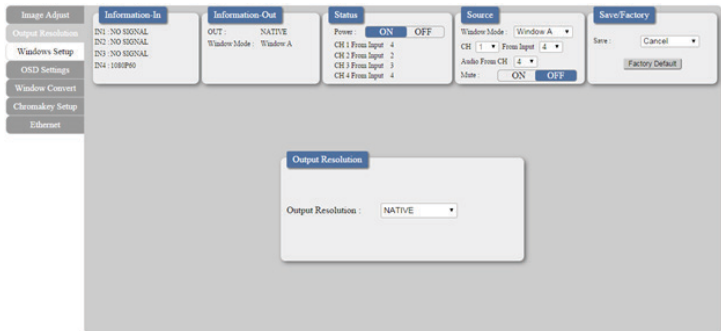 Image Adjust
Output Resolution
Windows Setup
OSD Settings
Window Convert
Chromakey Setup
Ethernet
Information-In
IN1 : NO SIGNAL
IN2 : NO SIGNAL
IN3 : NO SIGNAL
IN4 : 1080P60
Information-Out
OUT : NATIVE
Window Mode : Window A
Status
Power : ON OFF
CH 1 From Input 4
CH 2 From Input 2
CH 3 From Input 3
CH 4 From Input 4
Source
Window Mode : Window A
CH 1 From Input 4
Audio From CH 4
Mute : ON OFF
Save/Factory
Save : Cancel
Factory Default
Output Resolution
Output Resolution : NATIVE